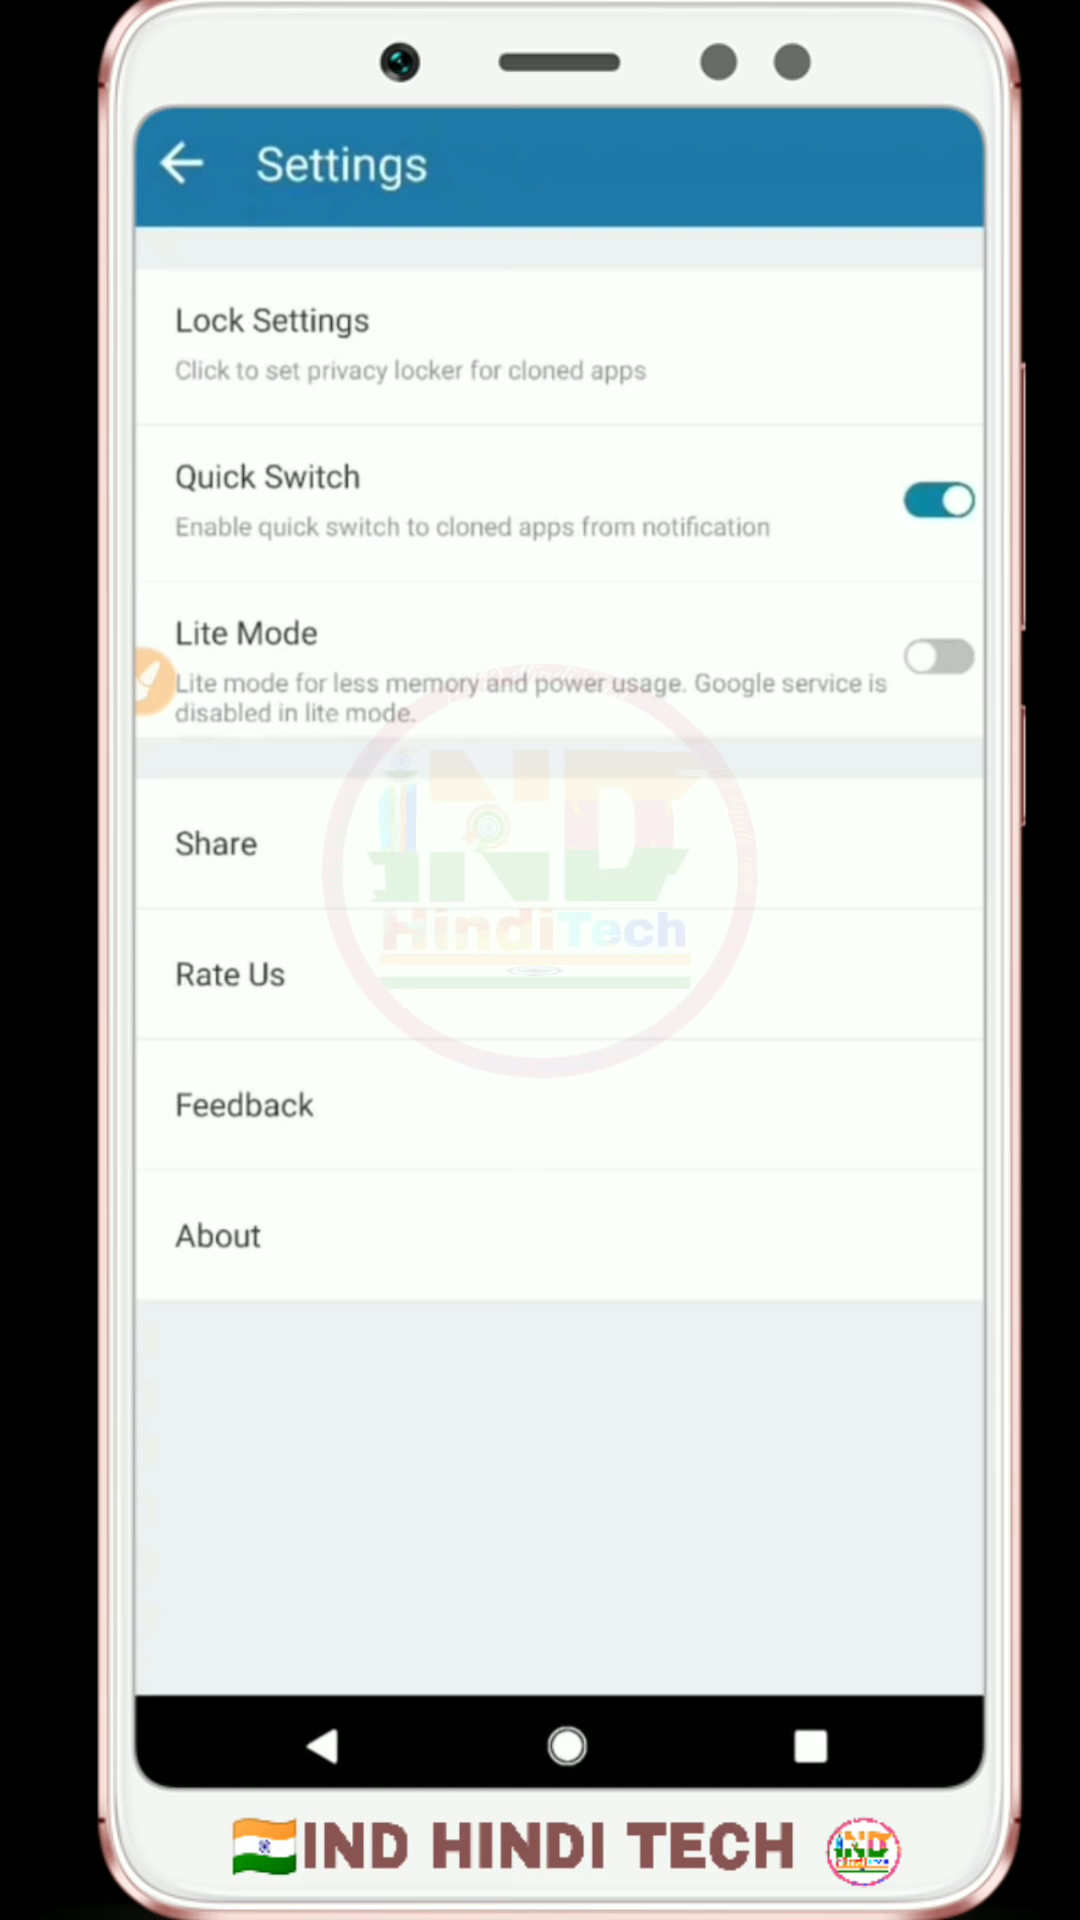 Settings
Lock Settings
Click to set privacy locker for cloned apps
Quick Switch
Enable quick switch to cloned apps from notification
Lite Mode
Lite mode for less memory and power usage. Google service is
disabled in lite mode.
iND
HindiTech
Share
Rate Us
Feedback
About
🇮🇳IND HINDI TECH
IND